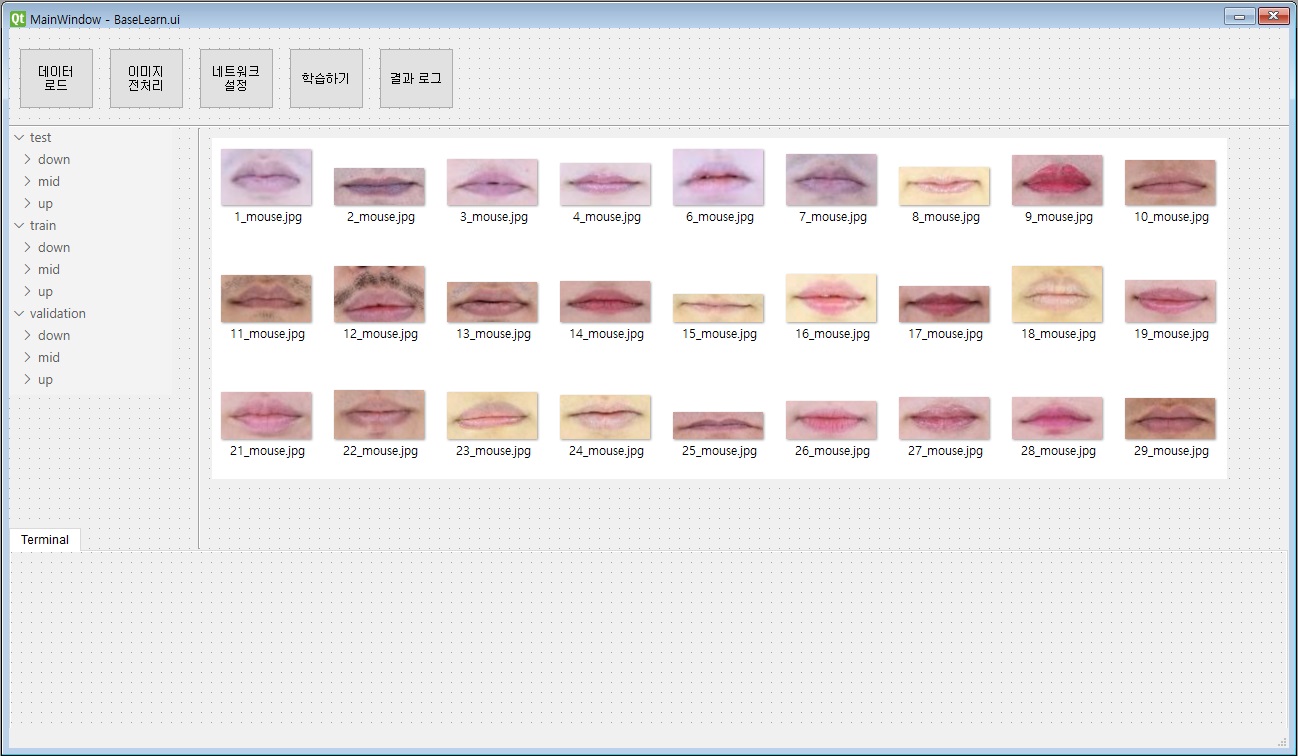 Qt MainWindow - BaseLearn.ui
데이터
로드
이미지
전처리
네트워크
설정
학습하기
결과 로그
test
down
mid
up
train
down
mid
up
validation
down
mid
up
1_mouse.jpg 2_mouse.jpg 3_mouse.jpg 4_mouse.jpg 6_mouse.jpg 7_mouse.jpg 8_mouse.jpg 9_mouse.jpg 10_mouse.jpg
11_mouse.jpg 12_mouse.jpg 13_mouse.jpg 14_mouse.jpg 15_mouse.jpg 16_mouse.jpg 17_mouse.jpg 18_mouse.jpg 19_mouse.jpg
21_mouse.jpg 22_mouse.jpg 23_mouse.jpg 24_mouse.jpg 25_mouse.jpg 26_mouse.jpg 27_mouse.jpg 28_mouse.jpg 29_mouse.jpg
Terminal